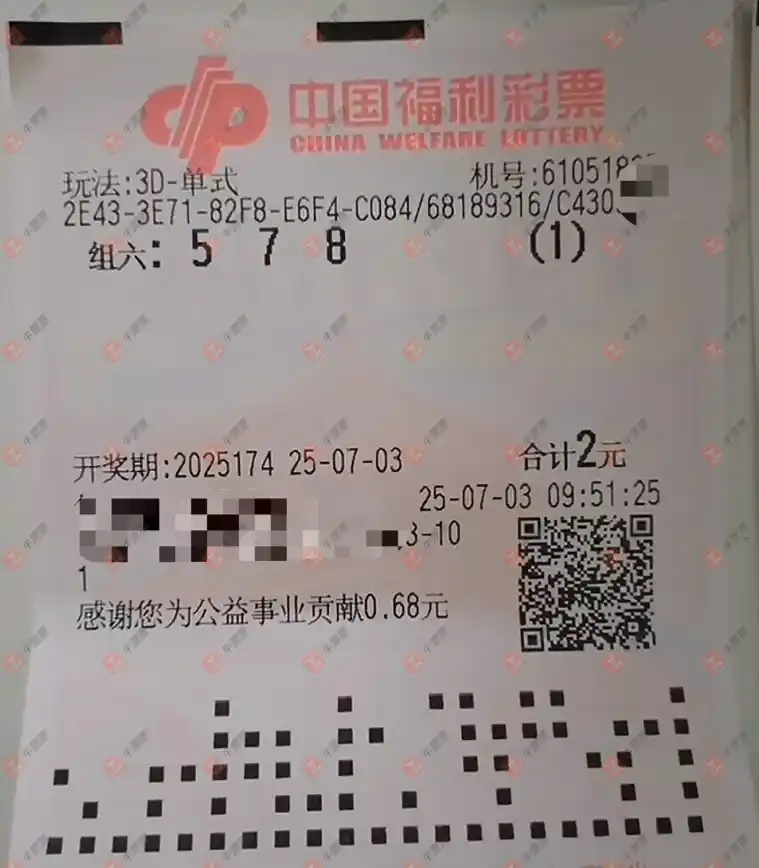 中国福利彩票
CHINA WELFARE LOTTERY
玩法:3D-单式 机号:610518
2E43-3E71-82F8-E6F4-C084/68189316/C430
组六: 5 7 8 (1)
开奖期:2025174 25-07-03 合计2元
25-07-03 09:51:25
3-10
1
感谢您为公益事业贡献0.68元